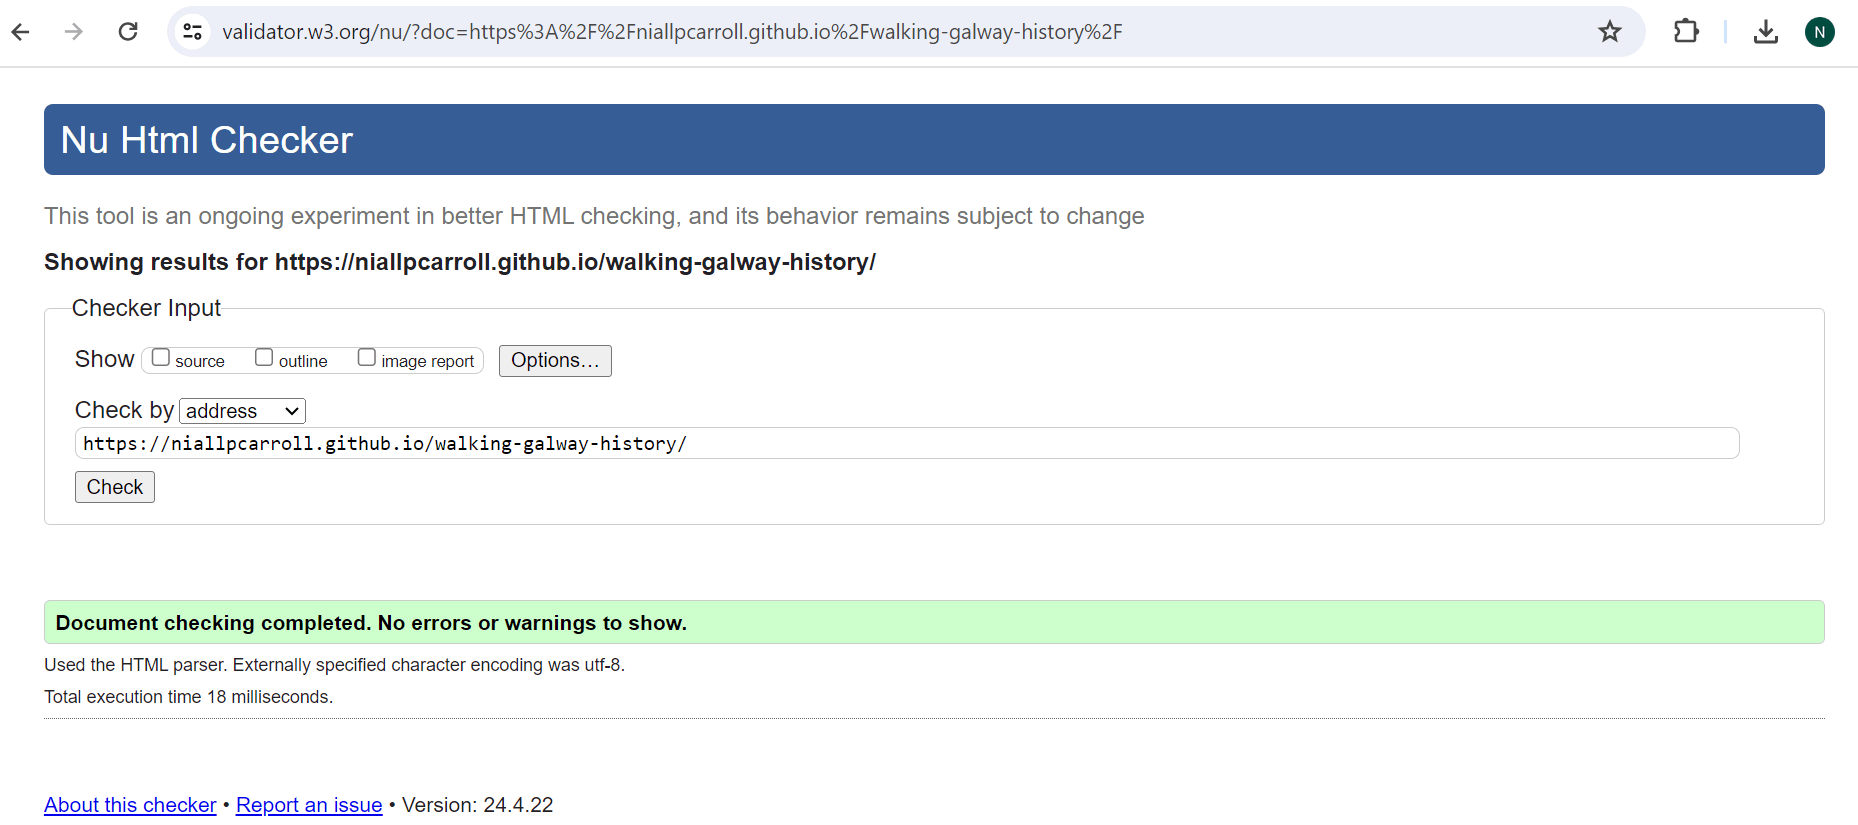 validator.w3.org/nu/?doc=https%3A%2F%2Fniallpcarroll.github.io%2Fwalking-galway-history%2F
N
Nu Html Checker
This tool is an ongoing experiment in better HTML checking, and its behavior remains subject to change
Showing results for https://niallpcarroll.github.io/walking-galway-history/
Checker Input
Show source outline image report Options...
Check by address
https://niallpcarroll.github.io/walking-galway-history/
Check
Document checking completed. No errors or warnings to show.
Used the HTML parser. Externally specified character encoding was utf-8.
Total execution time 18 milliseconds.
About this checker • Report an issue • Version: 24.4.22